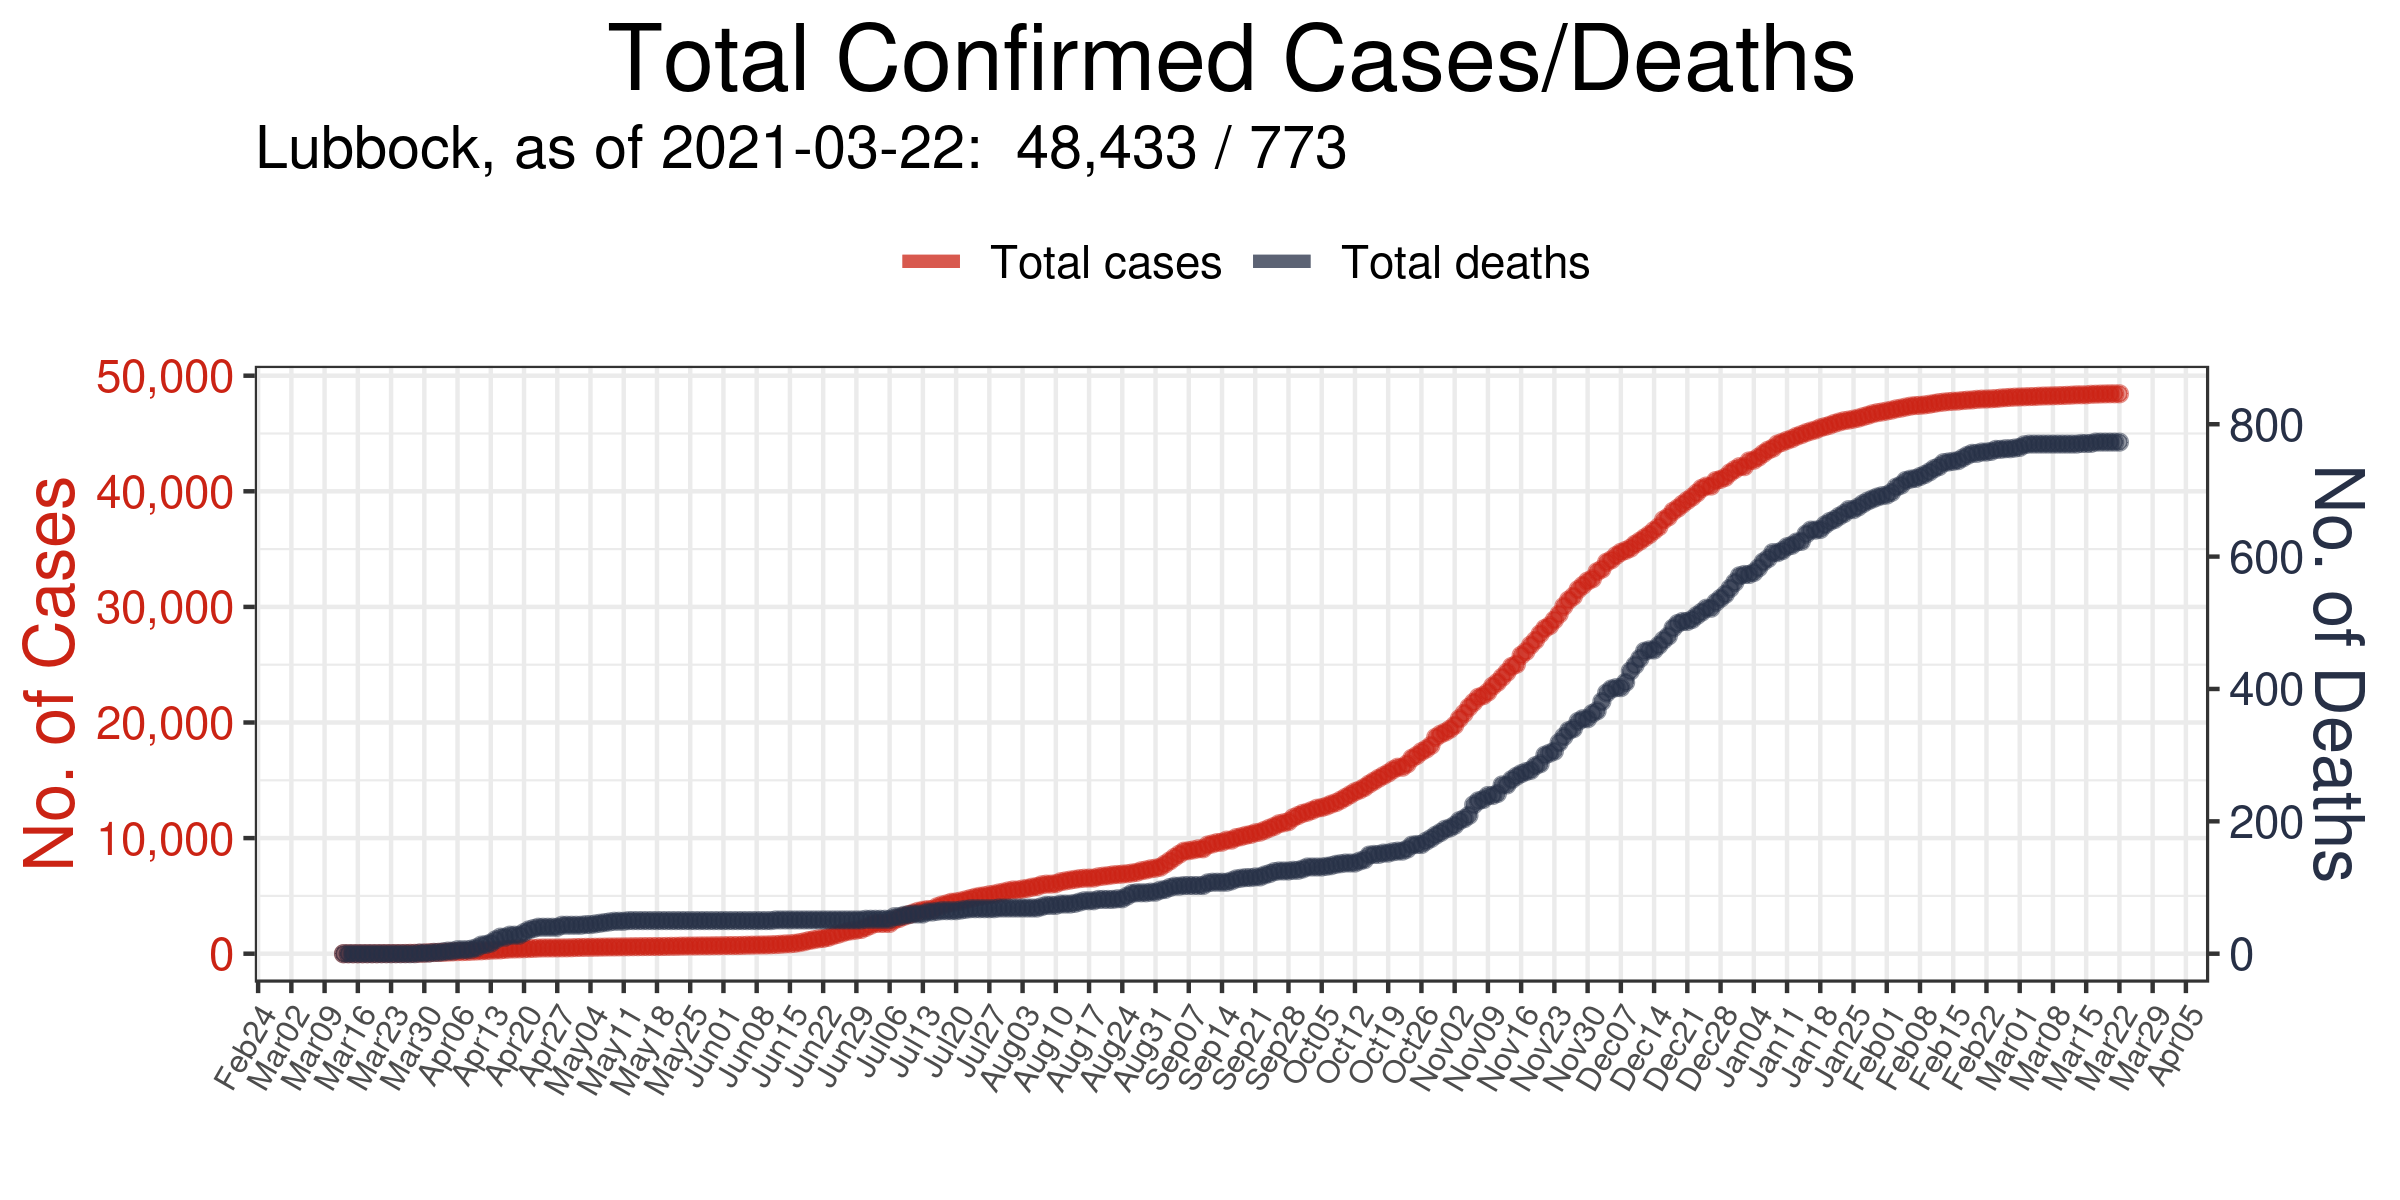 Total Confirmed Cases/Deaths
Lubbock, as of 2021-03-22:  48,433 / 773
Total cases
Total deaths
No. of Cases
50,000
40,000
30,000
20,000
10,000
0
800
600
400
200
0
No. of Deaths
Feb24
Mar02
Mar09
Mar16
Mar23
Mar30
Apr06
Apr13
Apr20
Apr27
May04
May11
May18
May25
Jun01
Jun08
Jun15
Jun22
Jun29
Jul06
Jul13
Jul20
Jul27
Aug03
Aug10
Aug17
Aug24
Aug31
Sep07
Sep14
Sep21
Sep28
Oct05
Oct12
Oct19
Oct26
Nov02
Nov09
Nov16
Nov23
Nov30
Dec07
Dec14
Dec21
Dec28
Jan04
Jan11
Jan18
Jan25
Feb01
Feb08
Feb15
Feb22
Mar01
Mar08
Mar15
Mar22
Mar29
Apr05